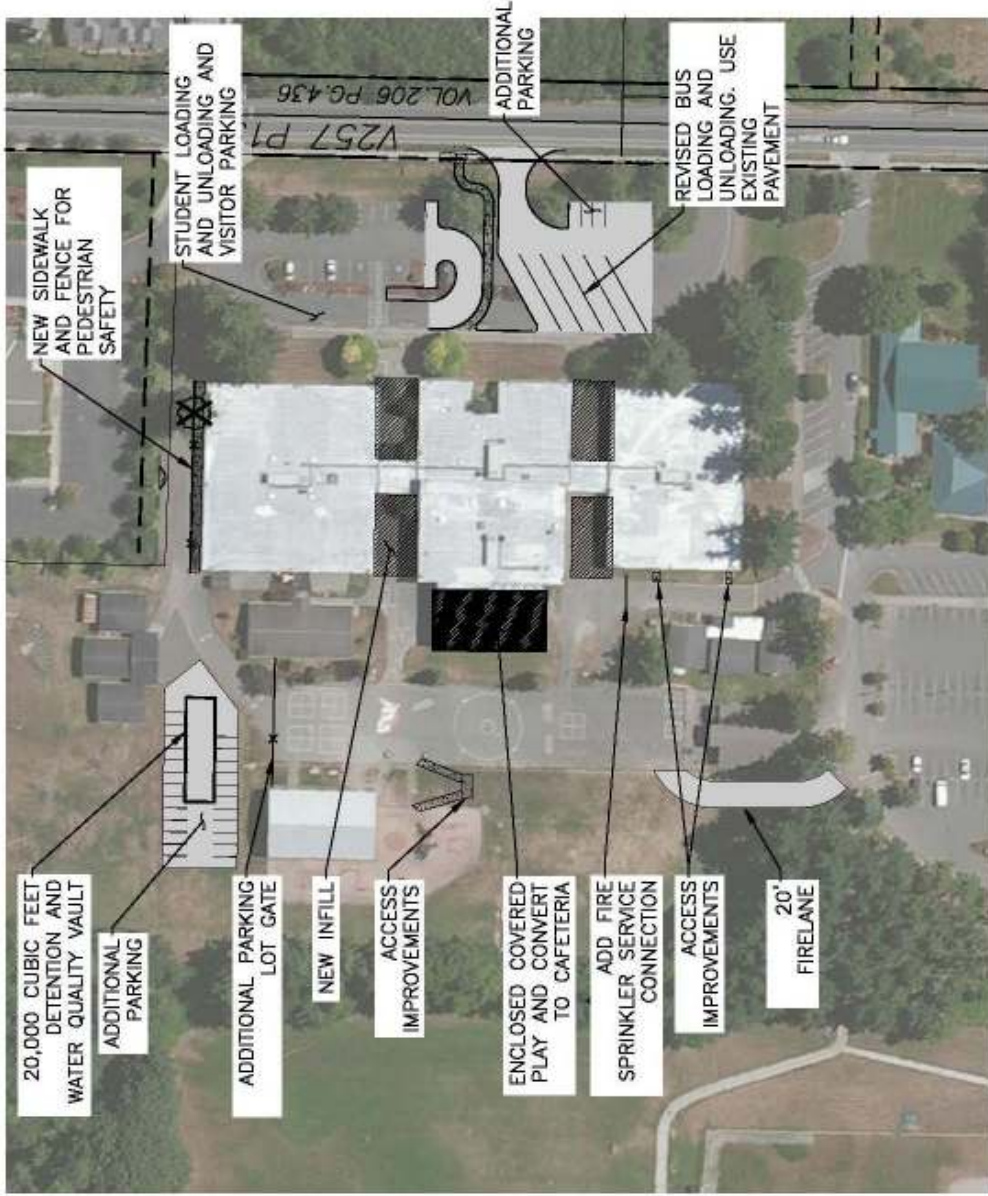 20,000 CUBIC FEET
DETENTION AND
WATER QUALITY VAULT
ADDITIONAL
PARKING
ADDITIONAL PARKING
LOT GATE
NEW INFILL
ACCESS
IMPROVEMENTS
ENCLOSED COVERED
PLAY AND CONVERT
TO CAFETERIA
ADD FIRE
SPRINKLER SERVICE
CONNECTION
ACCESS
IMPROVEMENTS
20'
FIRELANE
NEW SIDEWALK
AND FENCE FOR
PEDESTRIAN
SAFETY
STUDENT LOADING
AND UNLOADING AND
VISITOR PARKING
VOL.206 PG.436
V257 P1
ADDITIONAL
PARKING
REVISED BUS
LOADING AND
UNLOADING. USE
EXISTING
PAVEMENT